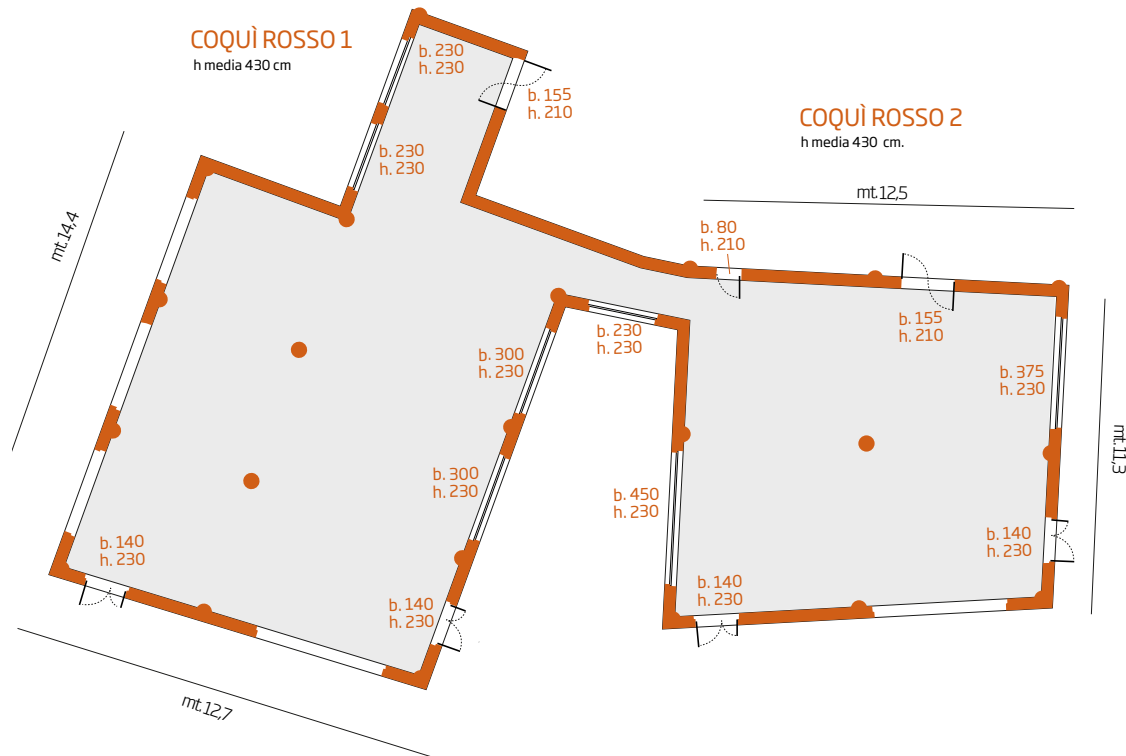 COQUÌ ROSSO 1
h media 430 cm
b. 230
h. 230
b. 155
h. 210
b. 230
h. 230
mt.14,4
COQUÌ ROSSO 2
h media 430 cm.
mt.12,5
b. 80
h. 210
b. 155
h. 210
b. 230
h. 230
b. 300
h. 230
b. 375
h. 230
mt.11,3
b. 300
h. 230
b. 450
h. 230
b. 140
h. 230
b. 140
h. 230
b. 140
h. 230
b. 140
h. 230
mt.12,7